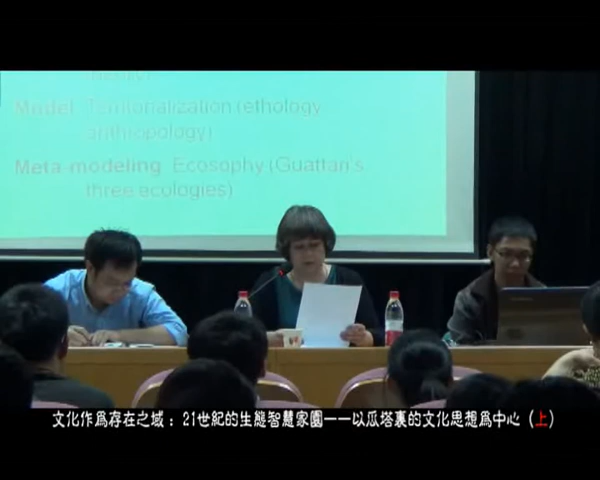 Model Territorialization (ethology
anthropology)
Meta-modeling Ecosophy (Guattari's
three ecologies)
文化作爲存在之域：21世紀的生態智慧家園——以瓜塔裏的文化思想爲中心（上）